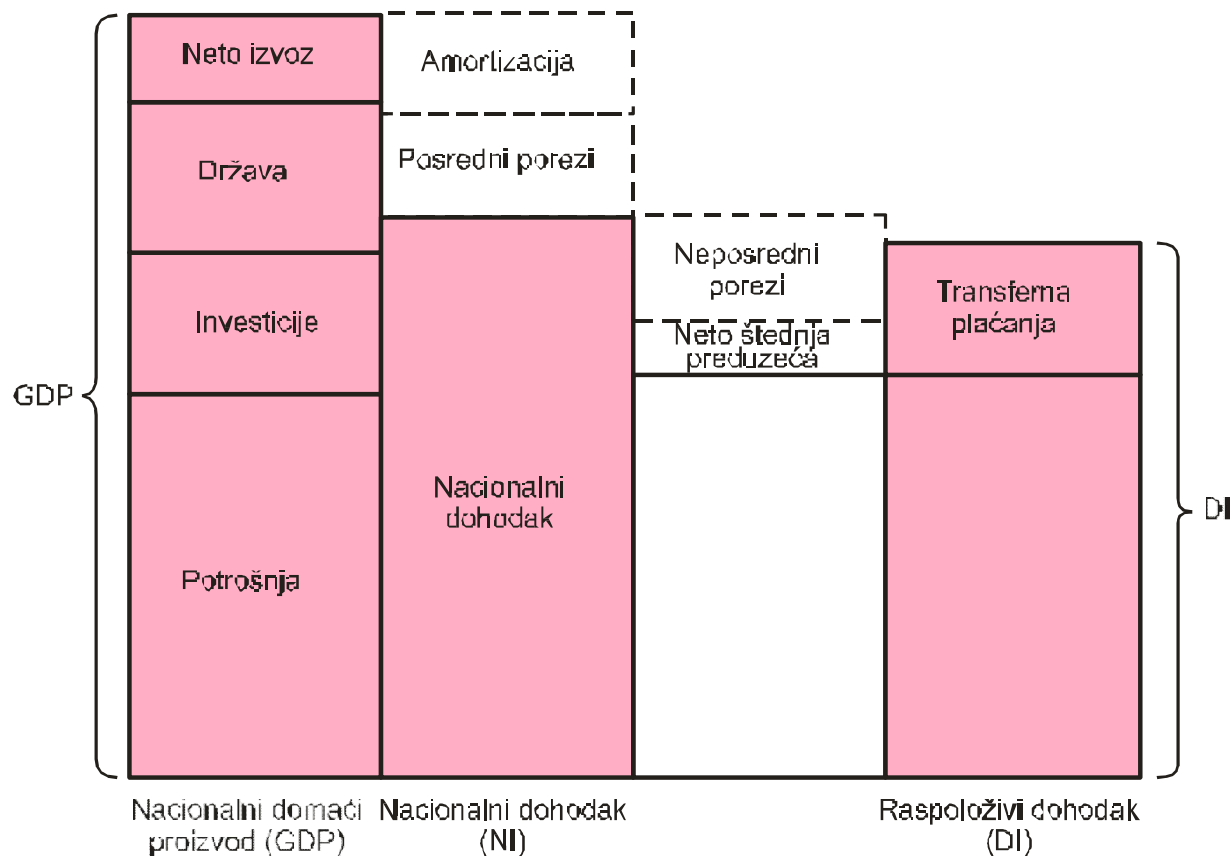 Neto izvoz
Amortizacija
Država
Posredni porezi
Neposredni
porezi
Transferna
plaćanja
Investicije
Neto štednja
preduzeća
GDP
Nacionalni
dohodak
DI
Potrošnja
Nacionalni domaći
proizvod (GDP)
Nacionalni dohodak
(NI)
Raspoloživi dohodak
(DI)